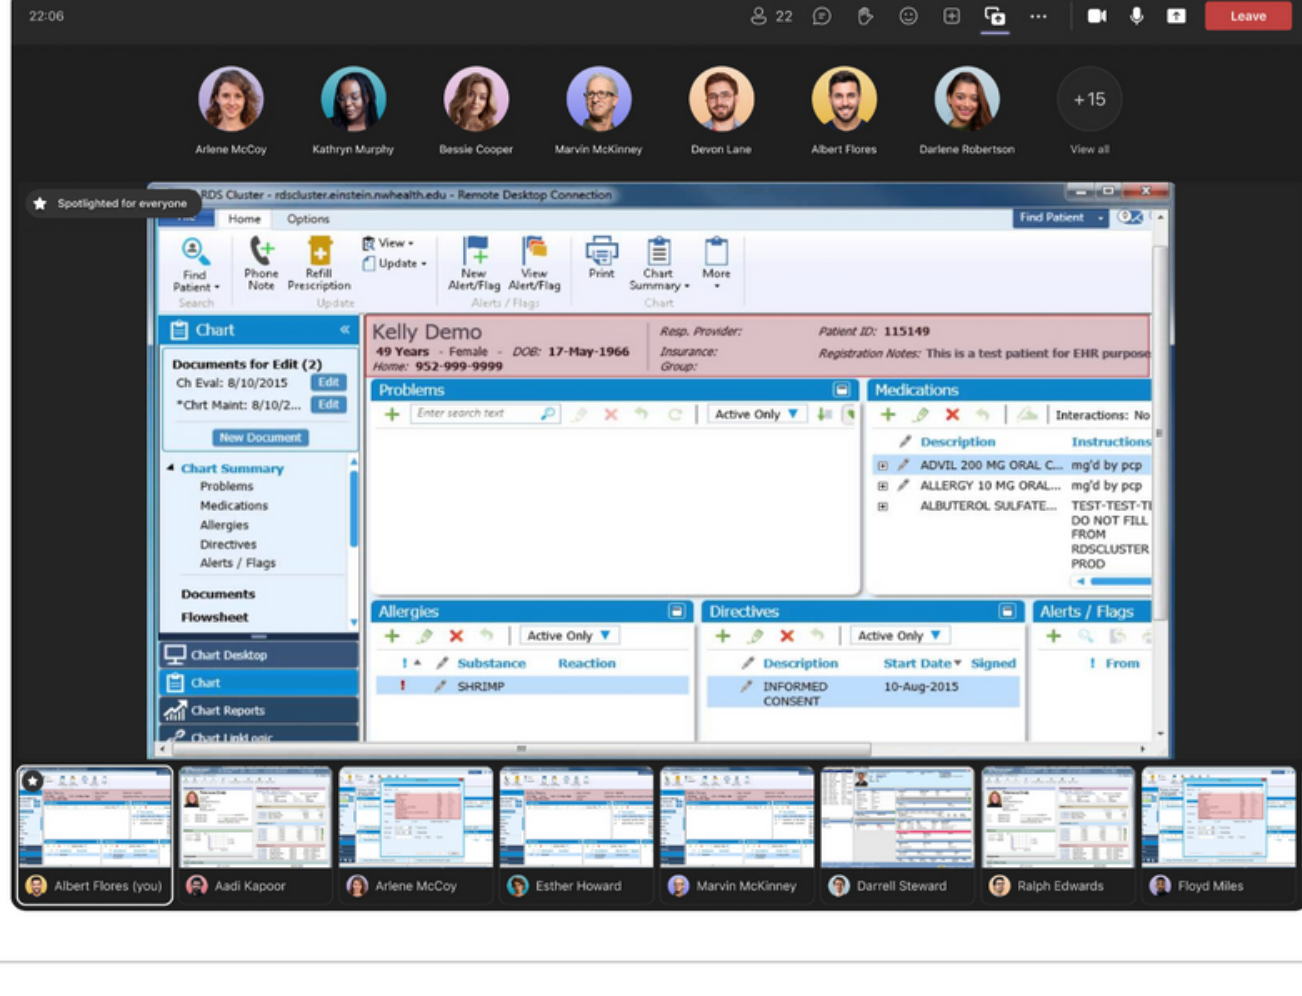 22:06
22
Leave
Arlene McCoy
Kathryn Murphy
Bessie Cooper
Marvin McKinney
Devon Lane
Albert Flores
Darlene Robertson
+15
View all
Spotlighted for everyone
RDS Cluster - rdscluster.einstein.nwhealth.edu - Remote Desktop Connection
Home
Options
Find Patient
Find Patient
Phone Note
Refill Prescription
View
Update
New Alert/Flag
View Alert/Flag
Print
Chart Summary
More
Search
Update
Alerts / Flags
Chart
Chart
Documents for Edit (2)
Ch Eval: 8/10/2015
Edit
*Chrt Maint: 8/10/2...
Edit
New Document
Chart Summary
Problems
Medications
Allergies
Directives
Alerts / Flags
Documents
Flowsheet
Chart Desktop
Chart
Chart Reports
Chart LinkLogic
Kelly Demo
49 Years - Female - DOB: 17-May-1966
Home: 952-999-9999
Resp. Provider:
Insurance:
Group:
Patient ID: 115149
Registration Notes: This is a test patient for EHR purpose
Problems
Enter search text
Active Only
Medications
Interactions: No
Description
Instructions
ADVIL 200 MG ORAL C...
mg'd by pcp
ALLERGY 10 MG ORAL...
mg'd by pcp
ALBUTEROL SULFATE...
TEST-TEST-TE
DO NOT FILL
FROM
RDSCLUSTER
PROD
Allergies
Active Only
! Substance Reaction
! SHRIMP
Directives
Active Only
Description Start Date Signed
INFORMED CONSENT
10-Aug-2015
Alerts / Flags
! From
Albert Flores (you)
Aadi Kapoor
Arlene McCoy
Esther Howard
Marvin McKinney
Darrell Steward
Ralph Edwards
Floyd Miles